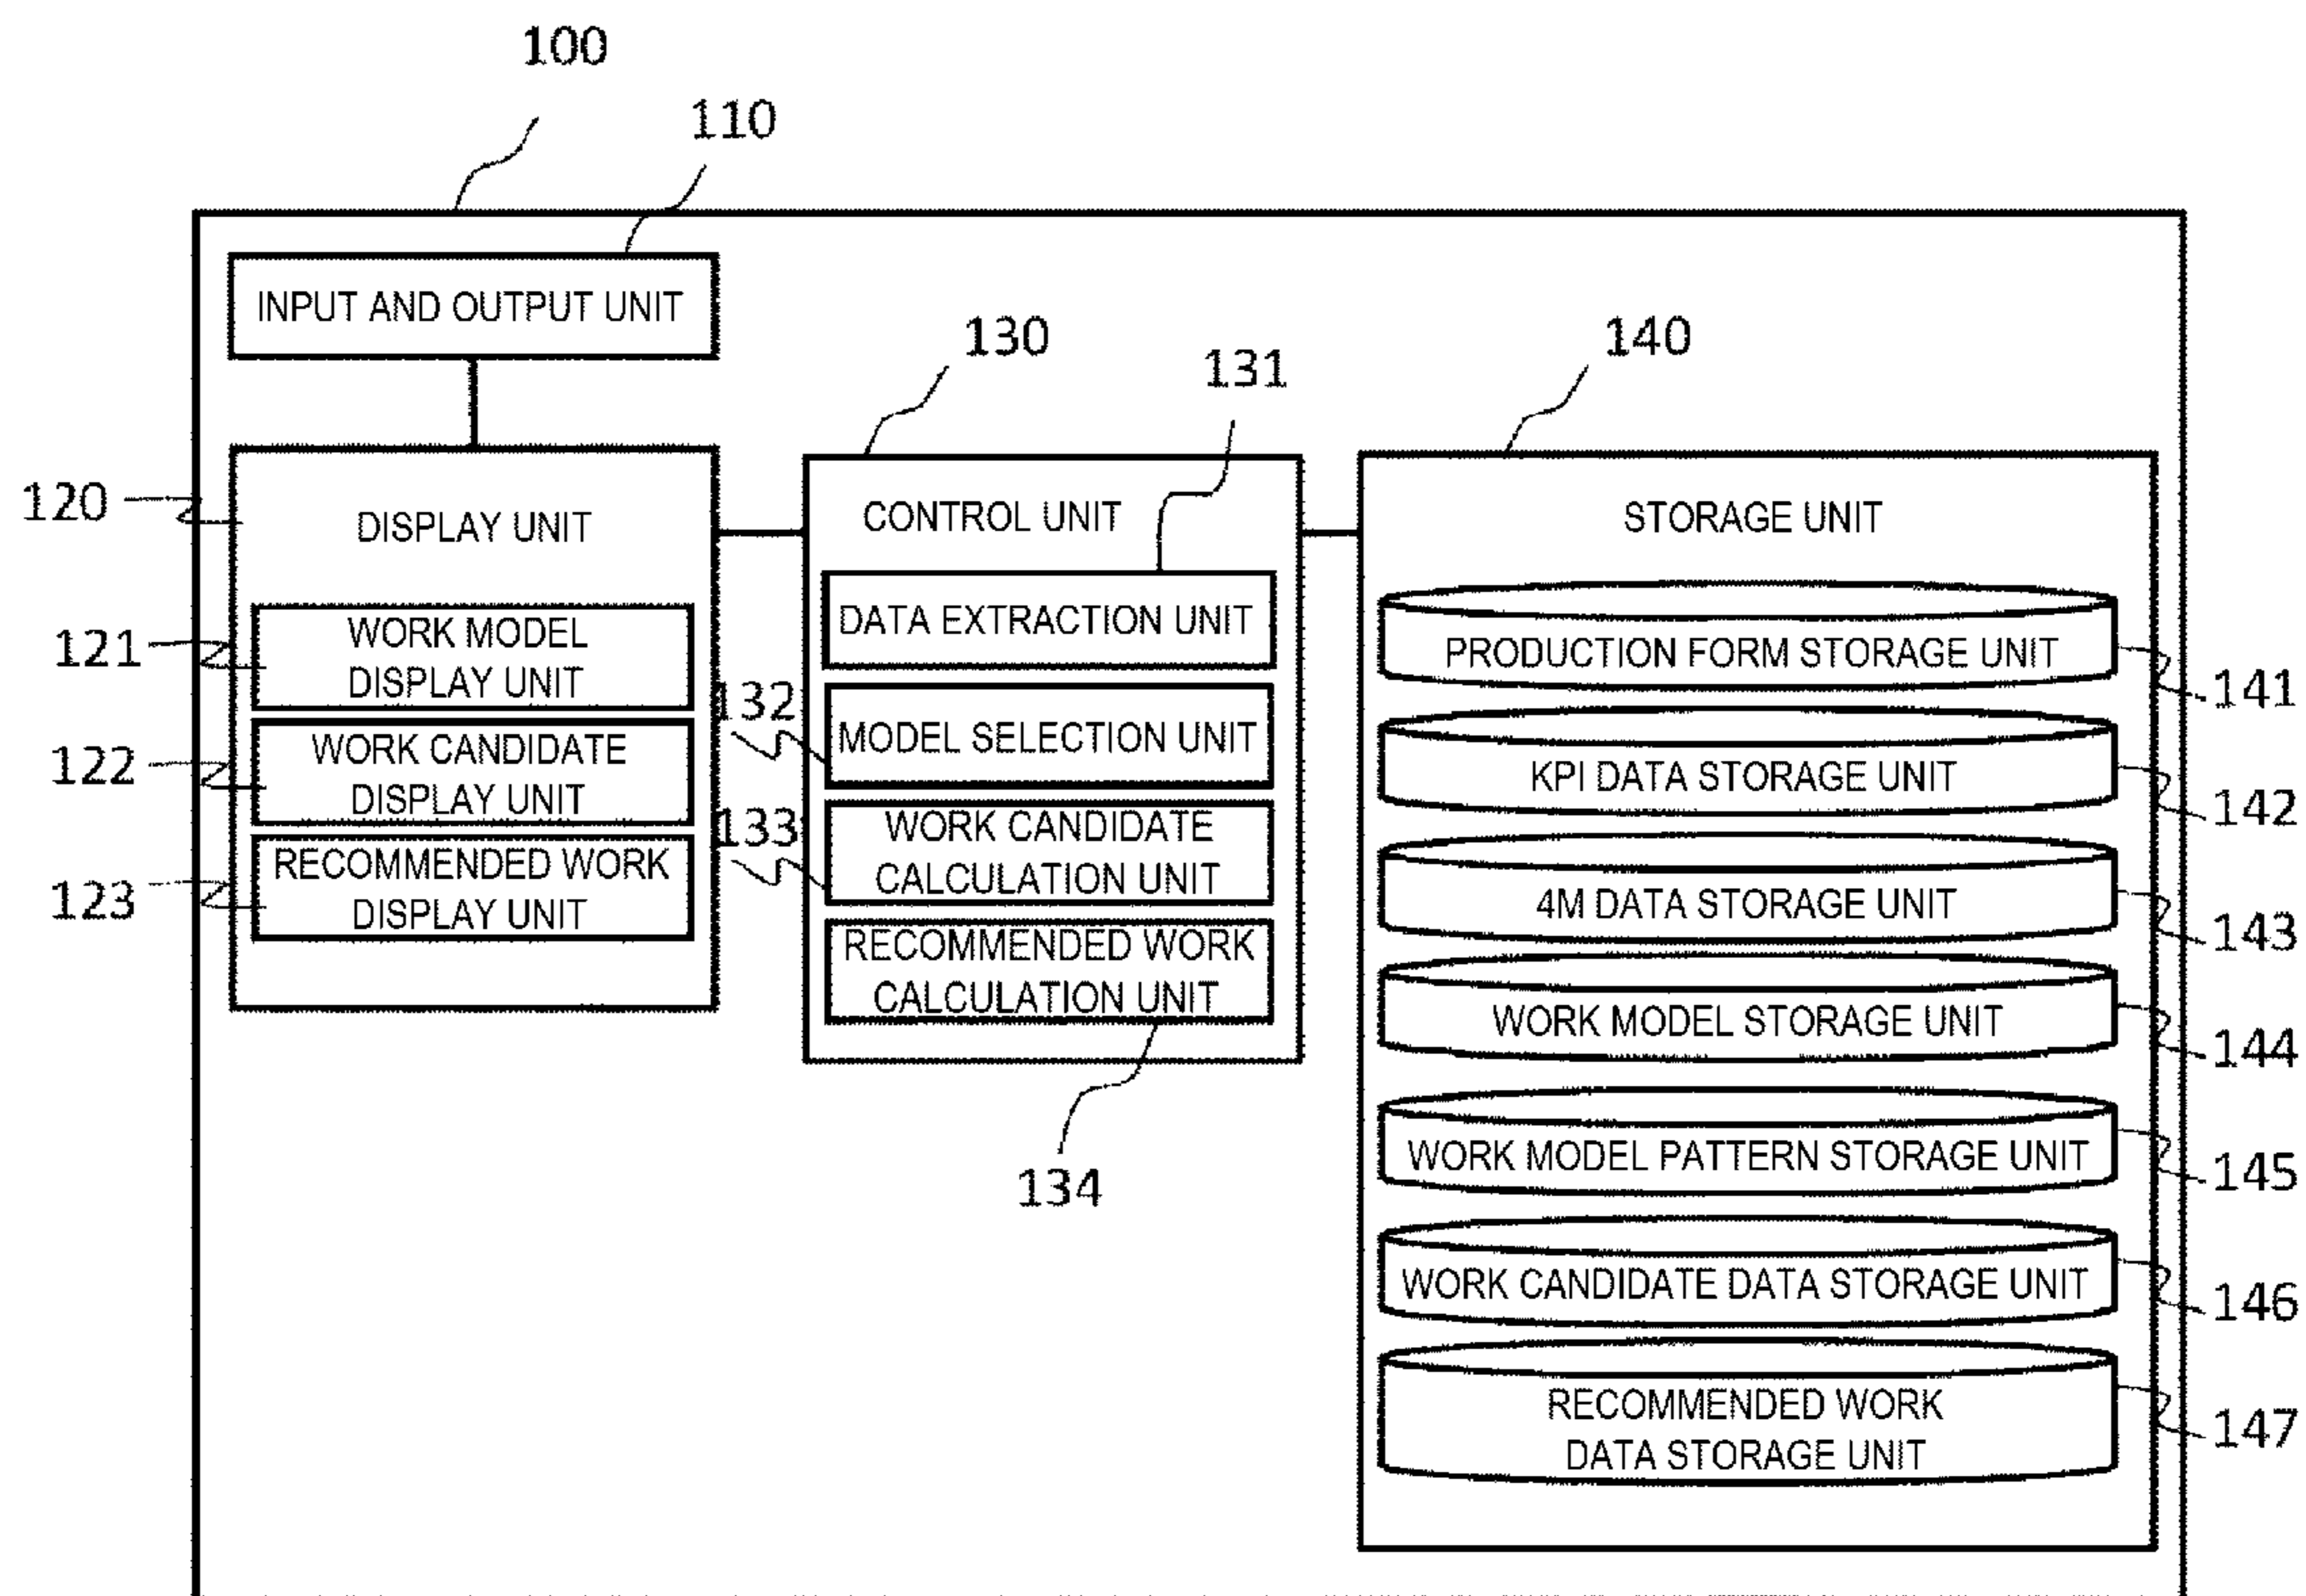 100
110
INPUT AND OUTPUT UNIT
130
131
140
120
DISPLAY UNIT
CONTROL UNIT
STORAGE UNIT
121
WORK MODEL
DISPLAY UNIT
122
WORK CANDIDATE
DISPLAY UNIT
123
RECOMMENDED WORK
DISPLAY UNIT
DATA EXTRACTION UNIT
132
MODEL SELECTION UNIT
133
WORK CANDIDATE
CALCULATION UNIT
RECOMMENDED WORK
CALCULATION UNIT
134
PRODUCTION FORM STORAGE UNIT
141
KPI DATA STORAGE UNIT
142
4M DATA STORAGE UNIT
143
WORK MODEL STORAGE UNIT
144
WORK MODEL PATTERN STORAGE UNIT
145
WORK CANDIDATE DATA STORAGE UNIT
146
RECOMMENDED WORK
DATA STORAGE UNIT
147